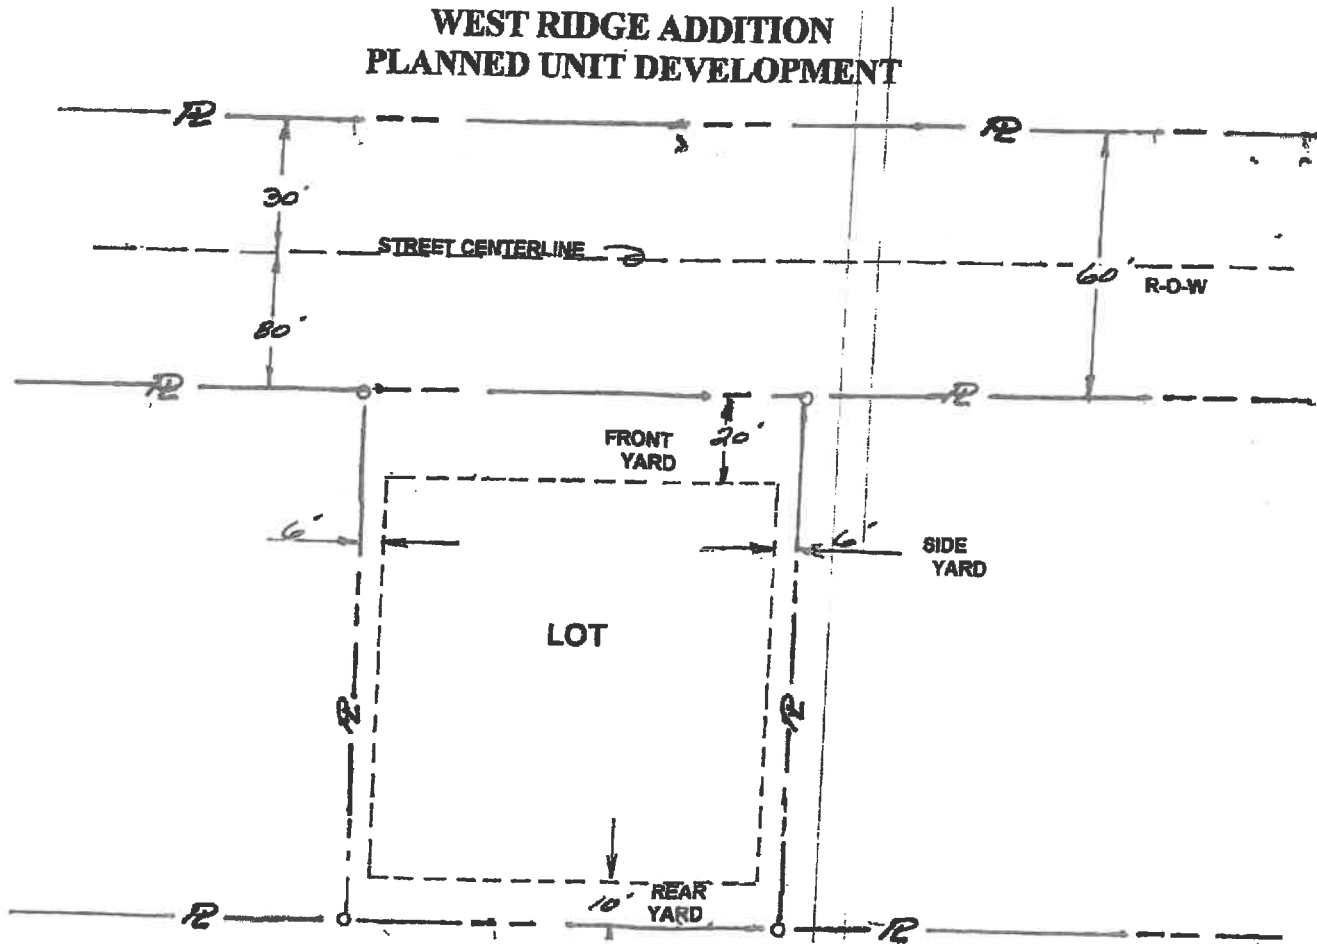 WEST RIDGE ADDITION
PLANNED UNIT DEVELOPMENT
PL
PL
30'
STREET CENTERLINE
60'
R-O-W
80'
PL
PL
FRONT
YARD
20'
6'
6'
SIDE
YARD
LOT
PL
PL
10'
REAR
YARD
PL
PL